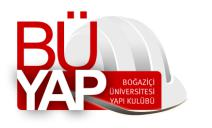 BÜ
YAP
BOĞAZİÇİ
ÜNİVERSİTESİ
YAPI KULÜBÜ